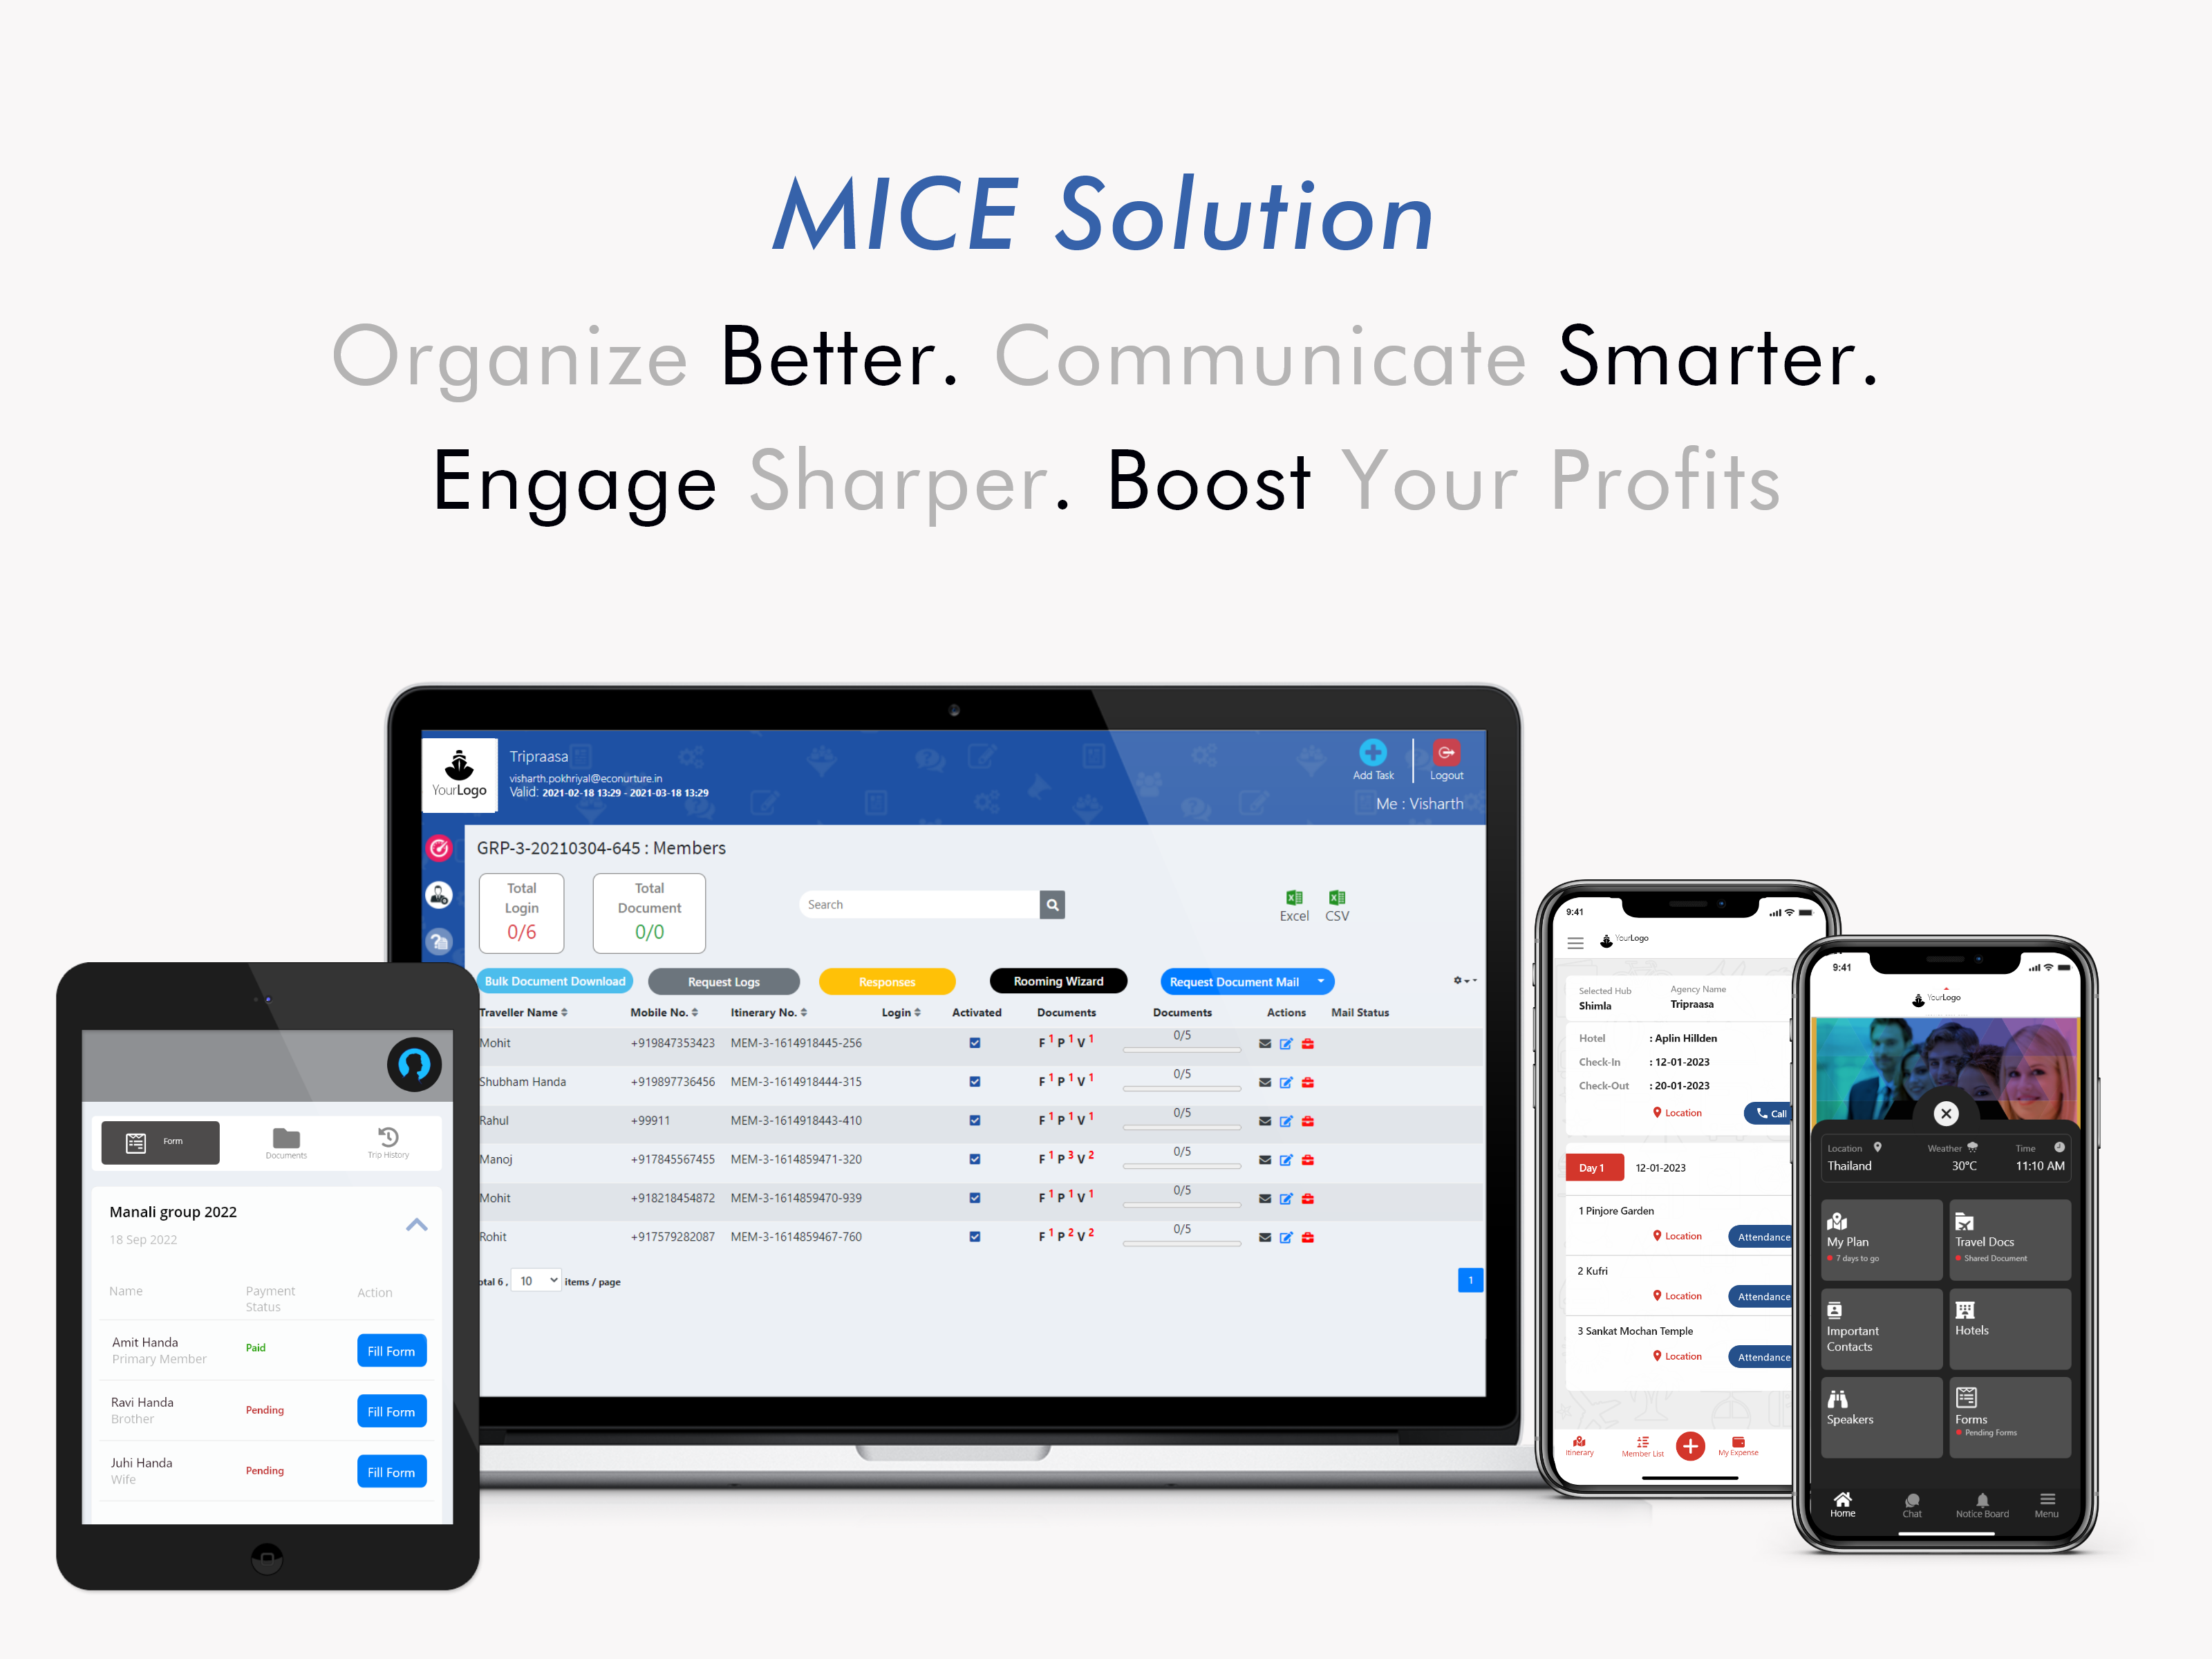 MICE Solution
Organize Better. Communicate Smarter.
Engage Sharper. Boost Your Profits
YourLogo
Tripraasa
visharth.pokhriyal@econurture.in
Valid: 2021-02-18 13:29 - 2021-03-18 13:29
Add Task
Logout
Me : Visharth
GRP-3-20210304-645 : Members
Total Login 0/6
Total Document 0/0
Search
Excel CSV
Bulk Document Download Request Logs Responses Rooming Wizard Request Document Mail
Traveller Name Mobile No. Itinerary No. Login Activated Documents Documents Actions Mail Status
Mohit +919847353423 MEM-3-1614918445-256 F 1 P 1 V 1 0/5
Shubham Handa +919897736456 MEM-3-1614918444-315 F 1 P 1 V 1 0/5
Rahul +99911 MEM-3-1614918443-410 F 1 P 1 V 1 0/5
Manoj +917845567455 MEM-3-1614859471-320 F 1 P 3 V 2 0/5
Mohit +918218454872 MEM-3-1614859470-939 F 1 P 1 V 1 0/5
Rohit +917579282087 MEM-3-1614859467-760 F 1 P 2 V 2 0/5
otal 6 , 10 items / page
1
Form
Documents
Trip History
Manali group 2022
18 Sep 2022
Name Payment Status Action
Amit Handa Paid Fill Form
Primary Member
Ravi Handa Pending Fill Form
Brother
Juhi Handa Pending Fill Form
Wife
9:41
YourLogo
Selected Hub Agency Name
Shimla Tripraasa
Hotel : Aplin Hillden
Check-In : 12-01-2023
Check-Out : 20-01-2023
Location Call
Day 1 12-01-2023
1 Pinjore Garden
Location Attendance
2 Kufri
Location Attendance
3 Sankat Mochan Temple
Location Attendance
Itinerary Member List My Expense
9:41
YourLogo
Location Weather Time
Thailand 30°C 11:10 AM
My Plan
7 days to go
Travel Docs
Shared Document
Important Contacts
Hotels
Speakers
Forms
Pending Forms
Home Chat Notice Board Menu